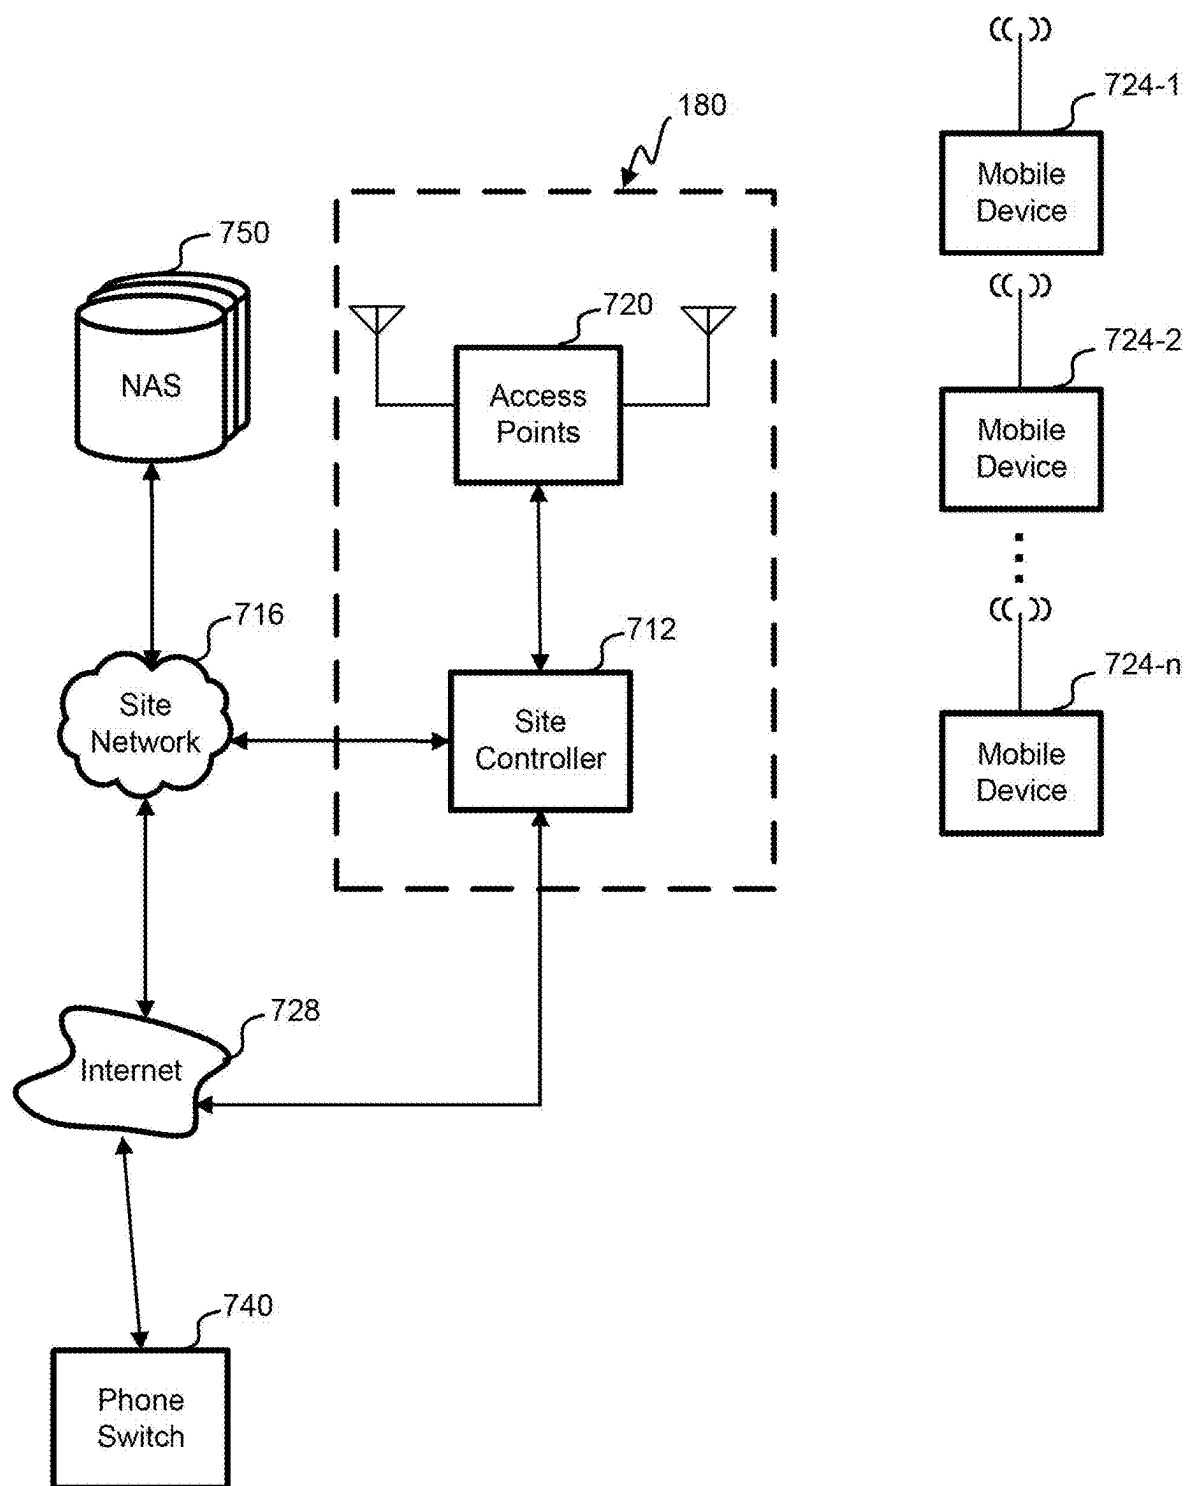 724-1
Mobile
Device
180
750
NAS
720
Access
Points
724-2
Mobile
Device
716
Site
Network
712
Site
Controller
724-n
Mobile
Device
728
Internet
740
Phone
Switch